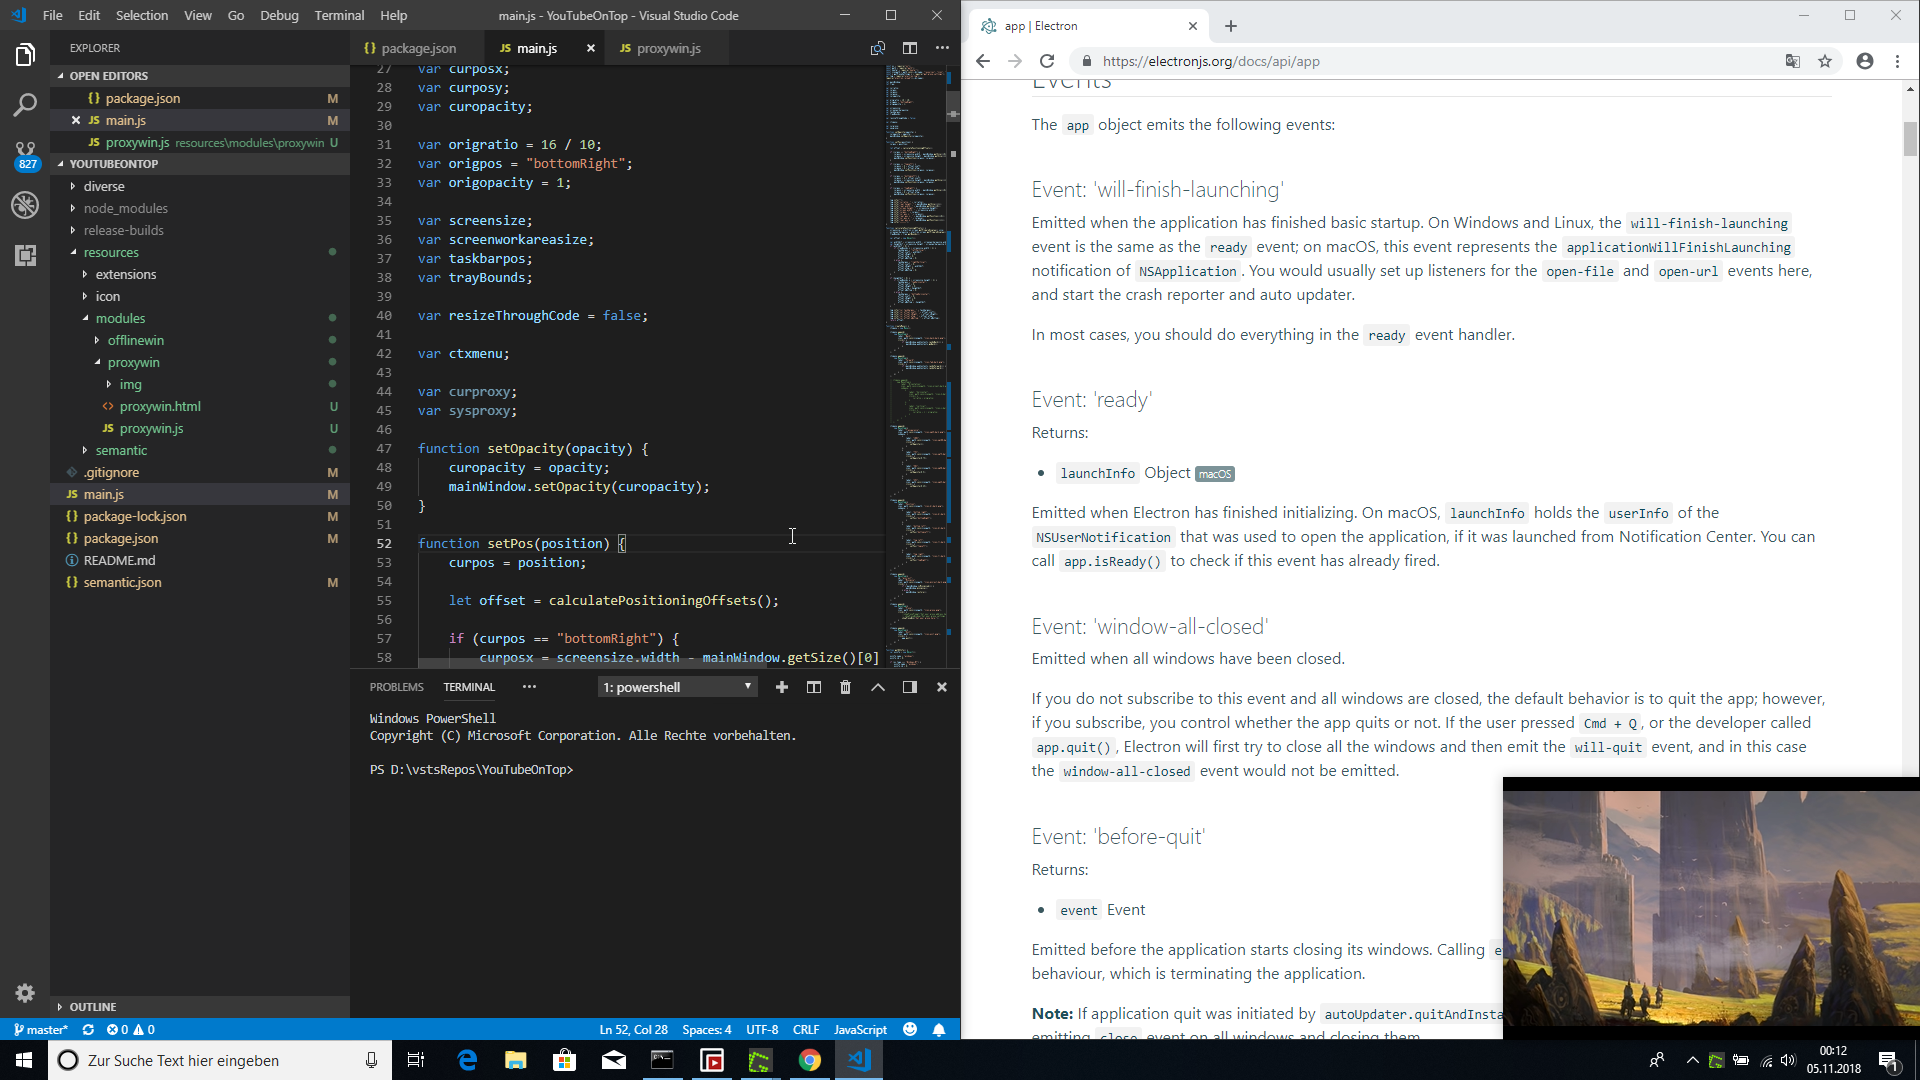 File Edit Selection View Go Debug Terminal Help
main.js - YouTubeOnTop - Visual Studio Code
EXPLORER
OPEN EDITORS
{} package.json M
JS main.js M
JS proxywin.js resources\modules\proxywin U
YOUTUBEONTOP
diverse
node_modules
release-builds
resources
extensions
icon
modules
offlinewin
proxywin
img
<> proxywin.html U
JS proxywin.js U
semantic
.gitignore M
JS main.js M
{} package-lock.json M
{} package.json M
README.md
{} semantic.json M
OUTLINE
827
{} package.json
JS main.js
JS proxywin.js
27 var curposx;
28 var curposy;
29 var curopacity;
30
31 var origratio = 16 / 10;
32 var origpos = "bottomRight";
33 var origopacity = 1;
34
35 var screensize;
36 var screenworkareasize;
37 var taskbarpos;
38 var trayBounds;
39
40 var resizeThroughCode = false;
41
42 var ctxmenu;
43
44 var curproxy;
45 var sysproxy;
46
47 function setOpacity(opacity) {
48 curopacity = opacity;
49 mainWindow.setOpacity(curopacity);
50 }
51
52 function setPos(position) {
53 curpos = position;
54
55 let offset = calculatePositioningOffsets();
56
57 if (curpos == "bottomRight") {
58 curposx = screensize.width - mainWindow.getSize()[0]
PROBLEMS TERMINAL
1: powershell
Windows PowerShell
Copyright (C) Microsoft Corporation. Alle Rechte vorbehalten.
PS D:\vstsRepos\YouTubeOnTop>
master* 0 0
Ln 52, Col 28 Spaces: 4 UTF-8 CRLF JavaScript
app | Electron
https://electronjs.org/docs/api/app
Events
The app object emits the following events:
Event: 'will-finish-launching'
Emitted when the application has finished basic startup. On Windows and Linux, the will-finish-launching
event is the same as the ready event; on macOS, this event represents the applicationWillFinishLaunching
notification of NSApplication. You would usually set up listeners for the open-file and open-url events here,
and start the crash reporter and auto updater.
In most cases, you should do everything in the ready event handler.
Event: 'ready'
Returns:
launchInfo Object macOS
Emitted when Electron has finished initializing. On macOS, launchInfo holds the userInfo of the
NSUserNotification that was used to open the application, if it was launched from Notification Center. You can
call app.isReady() to check if this event has already fired.
Event: 'window-all-closed'
Emitted when all windows have been closed.
If you do not subscribe to this event and all windows are closed, the default behavior is to quit the app; however,
if you subscribe, you control whether the app quits or not. If the user pressed Cmd + Q, or the developer called
app.quit(), Electron will first try to close all the windows and then emit the will-quit event, and in this case
the window-all-closed event would not be emitted.
Event: 'before-quit'
Returns:
event Event
Emitted before the application starts closing its windows. Calling e
behaviour, which is terminating the application.
Note: If application quit was initiated by autoUpdater.quitAndInsta
emitting close event on all windows and closing them
Zur Suche Text hier eingeben
00:12
05.11.2018
1